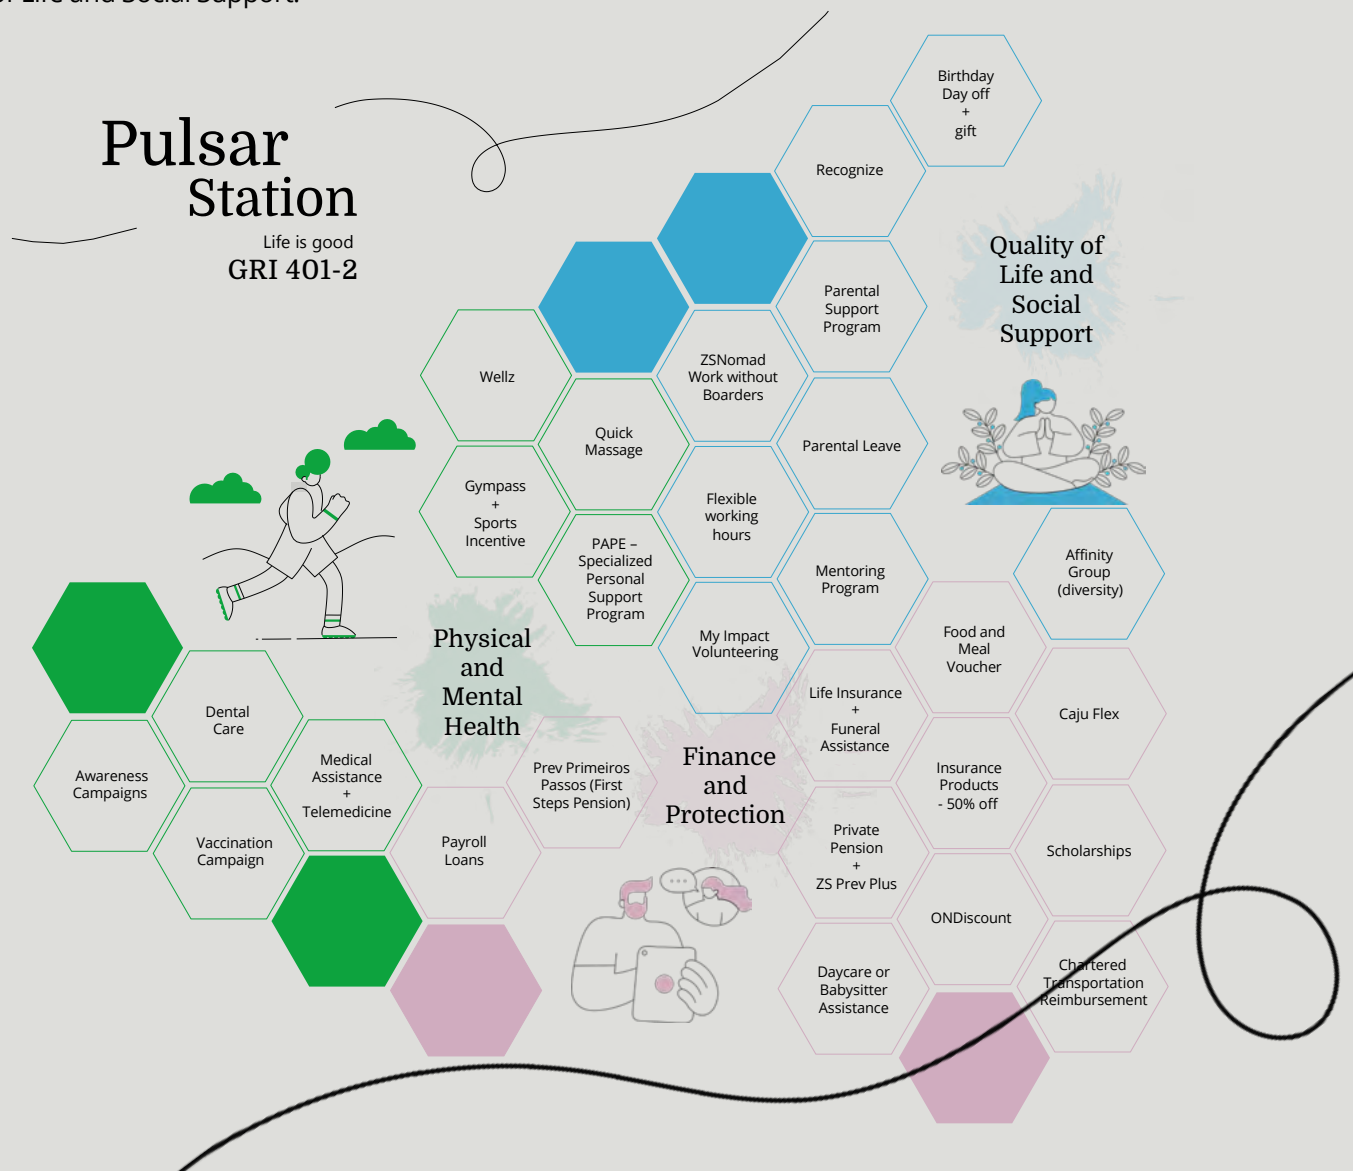 Life and Social Support.
Pulsar
Station
Life is good
GRI 401-2
Birthday
Day off
+
gift
Recognize
Quality of
Life and
Social
Support
Parental
Support
Program
ZSNomad
Work without
Boarders
Wellz
Quick
Massage
Parental Leave
Gympass
+
Sports
Incentive
Flexible
working
hours
PAPE –
Specialized
Personal
Support
Program
Mentoring
Program
Affinity
Group
(diversity)
My Impact
Volunteering
Food and
Meal
Voucher
Physical
and
Mental
Health
Life Insurance
+
Funeral
Assistance
Caju Flex
Dental
Care
Awareness
Campaigns
Medical
Assistance
+
Telemedicine
Prev Primeiros
Passos (First
Steps Pension)
Finance
and
Protection
Insurance
Products
- 50% off
Vaccination
Campaign
Payroll
Loans
Private
Pension
+
ZS Prev Plus
Scholarships
ONDiscount
Daycare or
Babysitter
Assistance
Chartered
Transportation
Reimbursement